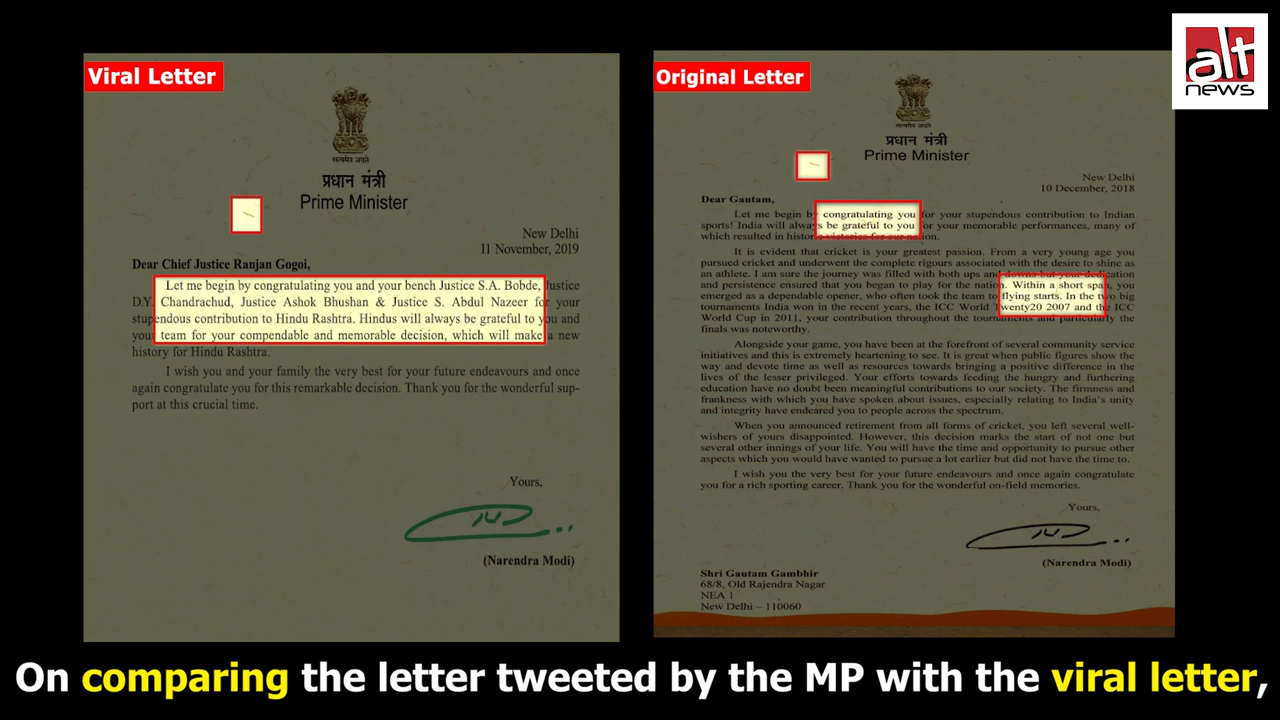 alt
news
Viral Letter
सत्यमेव जयते
प्रधान मंत्री
Prime Minister
New Delhi
11 November, 2019
Dear Chief Justice Ranjan Gogoi,
Let me begin by congratulating you and your bench Justice S.A. Bobde, Justice
D.Y. Chandrachud, Justice Ashok Bhushan & Justice S. Abdul Nazeer for your
stupendous contribution to Hindu Rashtra. Hindus will always be grateful to you and
your team for your compendable and memorable decision, which will make a new
history for Hindu Rashtra.
I wish you and your family the very best for your future endeavours and once
again congratulate you for this remarkable decision. Thank you for the wonderful sup-
port at this crucial time.
Yours,
(Narendra Modi)
Original Letter
सत्यमेव जयते
प्रधान मंत्री
Prime Minister
New Delhi
10 December, 2018
Dear Gautam,
Let me begin by congratulating you for your stupendous contribution to Indian
sports! India will always be grateful to you for your memorable performances, many of
which resulted in historic victories for our nation.
It is evident that cricket is your greatest passion. From a very young age you
pursued cricket and underwent the complete rigours associated with the desire to shine as
an athlete. I am sure the journey was filled with both ups and downs but your dedication
and persistence ensured that you began to play for the nation. Within a short span, you
emerged as a dependable opener, who often took the team to flying starts. In the two big
tournaments India won in the recent years, the ICC World Twenty20 2007 and the ICC
World Cup in 2011, your contribution throughout the tournaments and particularly the
finals was noteworthy.
Alongside your game, you have been at the forefront of several community service
initiatives and this is extremely heartening to see. It is great when public figures show the
way and devote time as well as resources towards bringing a positive difference in the
lives of the lesser privileged. Your efforts towards feeding the hungry and furthering
education have no doubt been meaningful contributions to our society. The firmness and
frankness with which you have spoken about issues, especially relating to India's unity
and integrity have endeared you to people across the spectrum.
When you announced retirement from all forms of cricket, you left several well-
wishers of yours disappointed. However, this decision marks the start of not one but
several other innings of your life. You will have the time and opportunity to pursue other
aspects which you would have wanted to pursue a lot earlier but did not have the time to.
I wish you the very best for your future endeavours and once again congratulate
you for a rich sporting career. Thank you for the wonderful on-field memories.
Yours,
(Narendra Modi)
Shri Gautam Gambhir
68/8, Old Rajendra Nagar
NEA 1
New Delhi – 110060
On comparing the letter tweeted by the MP with the viral letter,